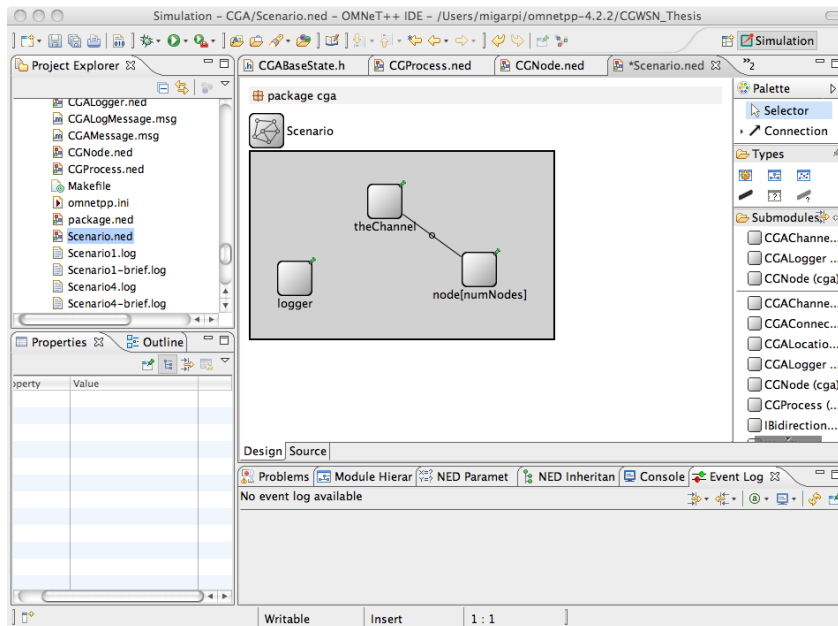 Simulation - CGA/Scenario.ned - OMNeT++ IDE - /Users/migarpi/omnetpp-4.2.2/CGWSN_Thesis
Simulation
Project Explorer
CGALogger.ned
CGALogMessage.msg
CGAMessage.msg
CGNode.ned
CGProcess.ned
Makefile
omnetpp.ini
package.ned
Scenario.ned
Scenario1.log
Scenario1-brief.log
Scenario4.log
Scenario4-brief.log
Properties
Outline
operty
Value
CGABaseState.h
CGProcess.ned
CGNode.ned
*Scenario.ned
»2
package cga
Scenario
theChannel
node[numNodes]
logger
Design
Source
Palette
Selector
Connection
Types
Submodules
CGAChanne...
CGALogger ...
CGNode (cga)
CGAChanne...
CGAConnec...
CGALocatio...
CGALogger ...
CGNode (cga)
CGProcess (...
IBidirection...
Problems
Module Hierar
NED Paramet
NED Inheritan
Console
Event Log
No event log available
Writable
Insert
1 : 1